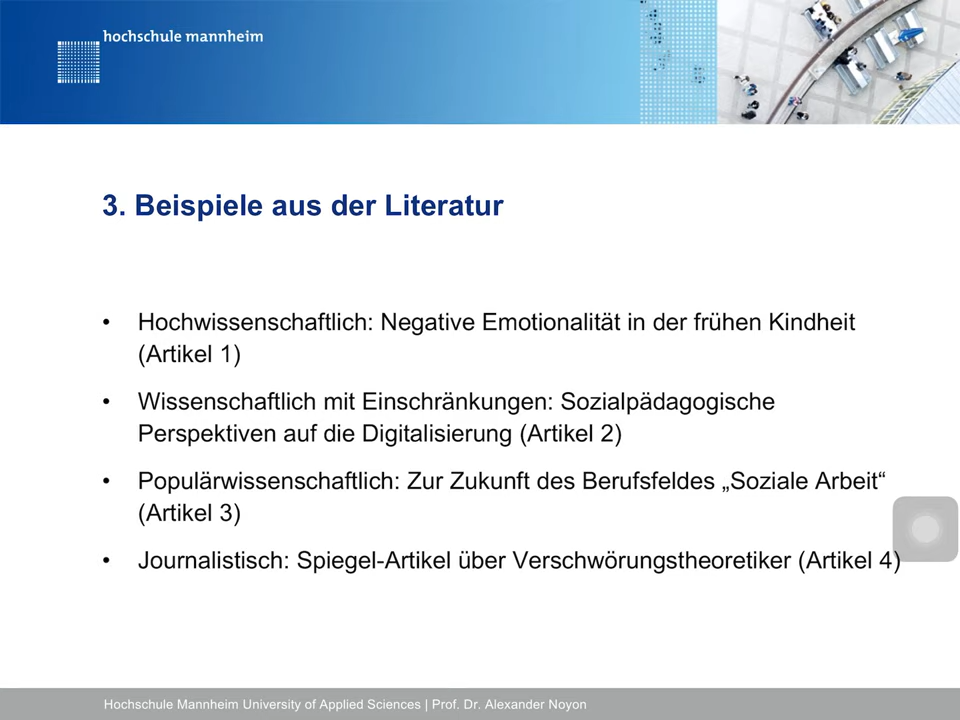 hochschule mannheim
3. Beispiele aus der Literatur
• Hochwissenschaftlich: Negative Emotionalität in der frühen Kindheit
(Artikel 1)
• Wissenschaftlich mit Einschränkungen: Sozialpädagogische
Perspektiven auf die Digitalisierung (Artikel 2)
• Populärwissenschaftlich: Zur Zukunft des Berufsfeldes „Soziale Arbeit“
(Artikel 3)
• Journalistisch: Spiegel-Artikel über Verschwörungstheoretiker (Artikel 4)
Hochschule Mannheim University of Applied Sciences | Prof. Dr. Alexander Noyon